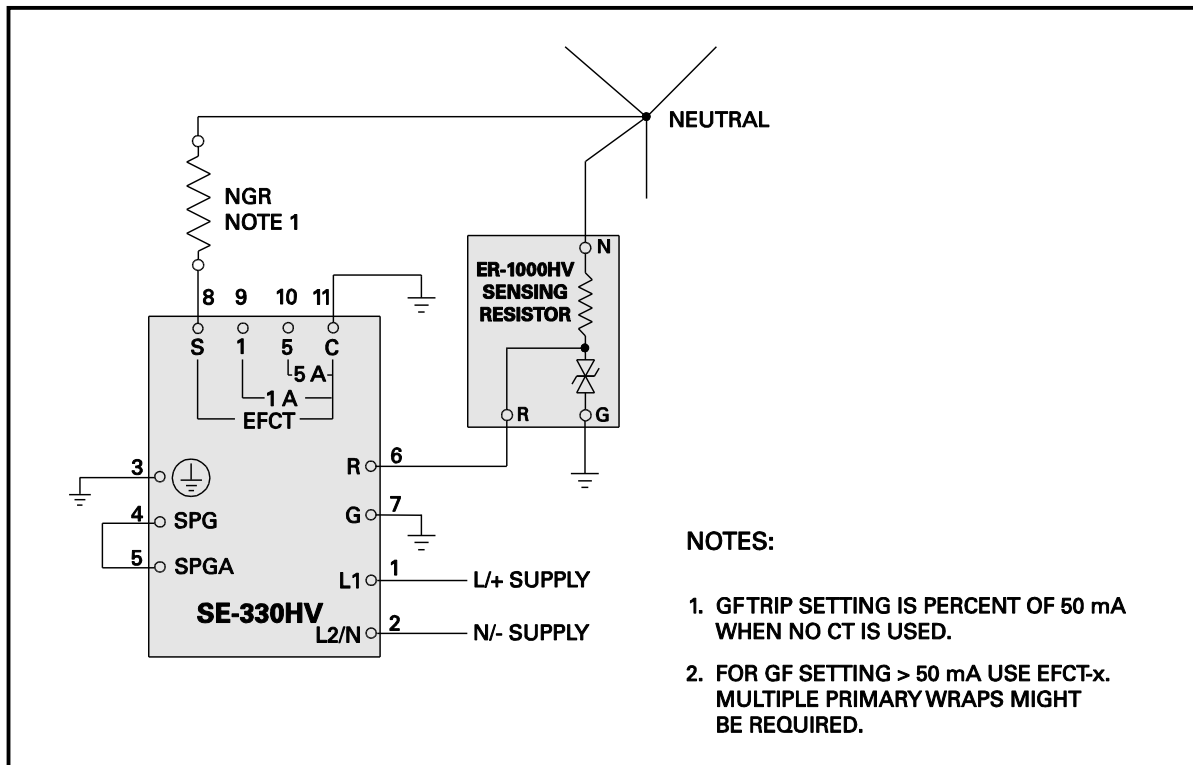 NEUTRAL
NGR
NOTE 1
N
ER-1000HV
SENSING
RESISTOR
8 9 10 11
S 1 5 C
5 A
1 A
EFCT
R G
R 6
3
G 7
4 SPG
5 SPGA
L1 1 L/+ SUPPLY
SE-330HV
L2/N 2 N/- SUPPLY
NOTES:
1. GF TRIP SETTING IS PERCENT OF 50 mA
WHEN NO CT IS USED.
2. FOR GF SETTING > 50 mA USE EFCT-x.
MULTIPLE PRIMARY WRAPS MIGHT
BE REQUIRED.